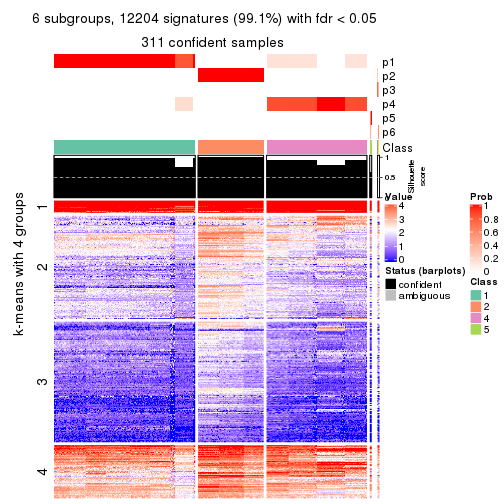 6 subgroups, 12204 signatures (99.1%) with fdr < 0.05
311 confident samples
p1
p2
p3
p4
p5
p6
Class
1
0.5
0
Silhouette
score
k-means with 4 groups
1
2
3
4
Value
4
3
2
1
0
Status (barplots)
confident
ambiguous
Prob
1
0.8
0.6
0.4
0.2
0
Class
1
2
4
5